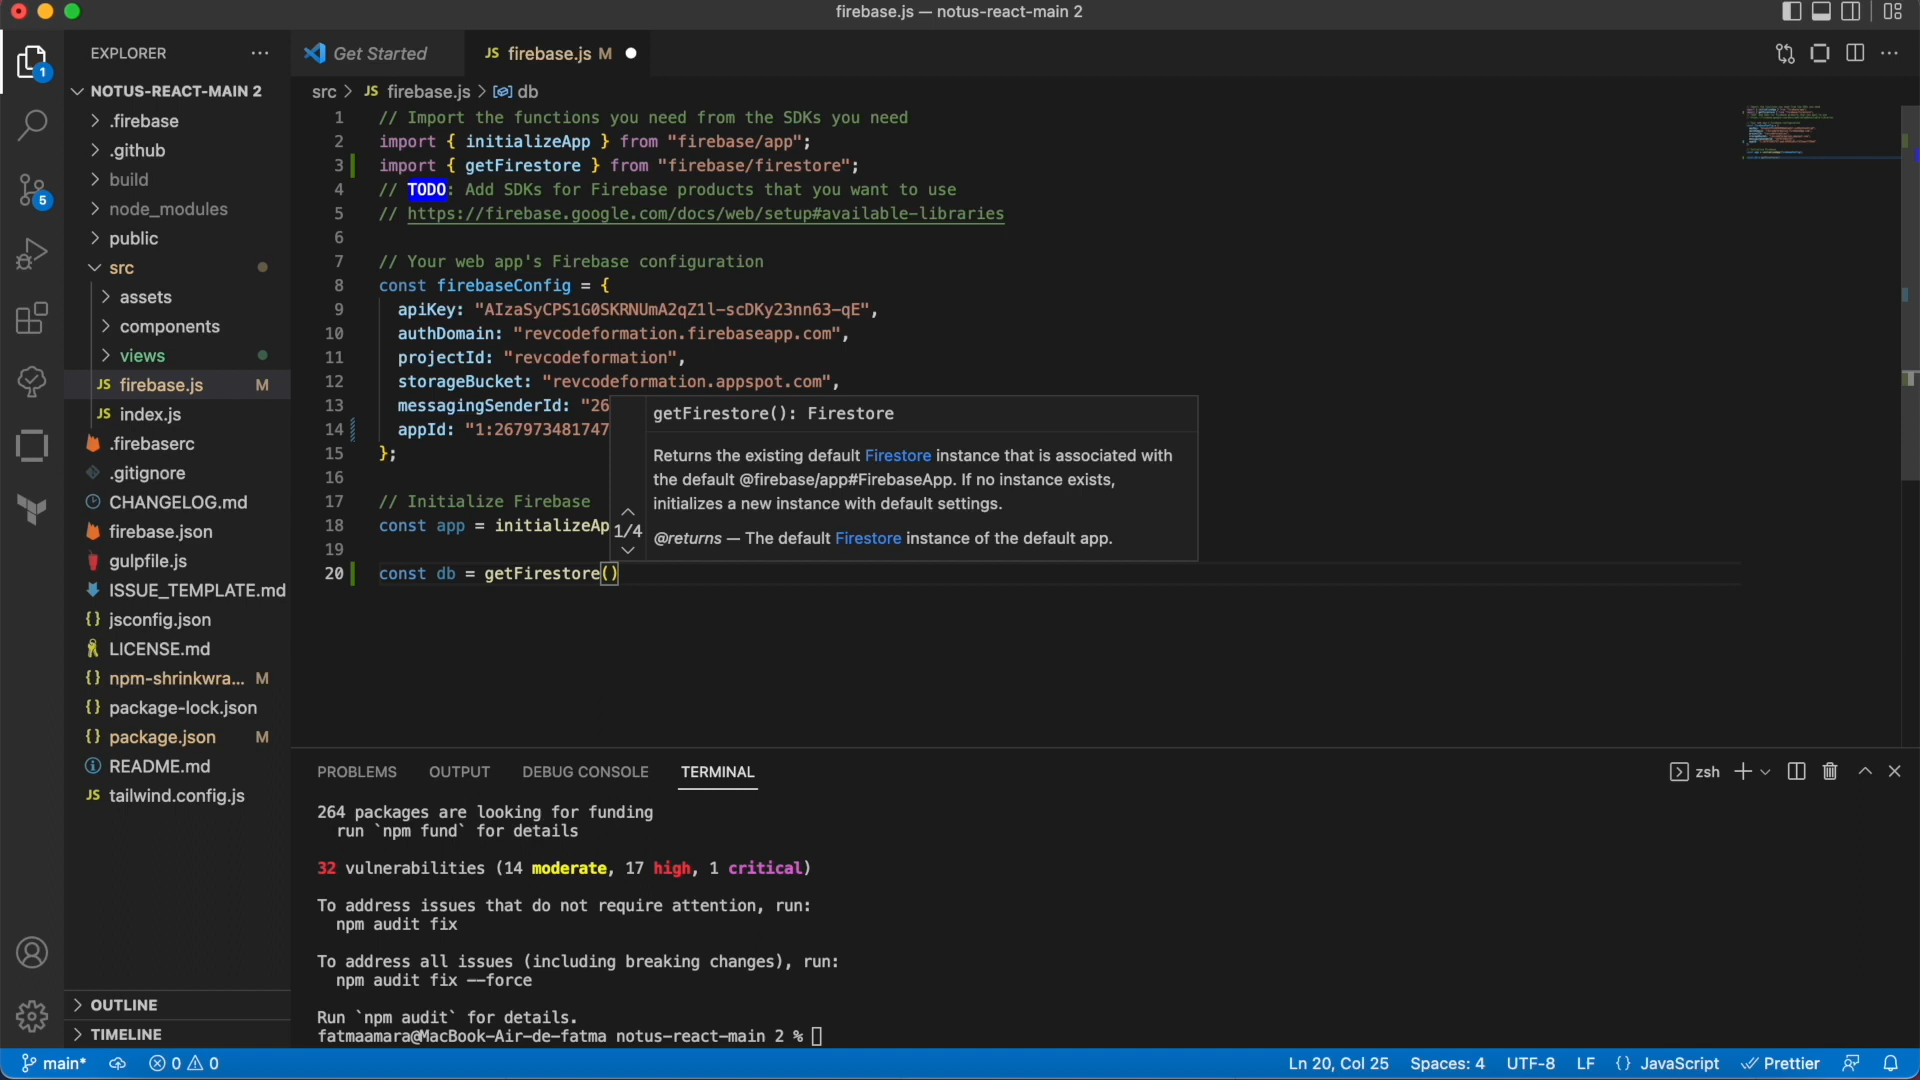 firebase.js — notus-react-main 2
EXPLORER
Get Started
JS firebase.js M
1
NOTUS-REACT-MAIN 2
src > JS firebase.js > db
.firebase
.github
build
node_modules
public
src
assets
components
views
JS firebase.js M
JS index.js
.firebaserc
.gitignore
CHANGELOG.md
firebase.json
gulpfile.js
ISSUE_TEMPLATE.md
{} jsconfig.json
LICENSE.md
{} npm-shrinkwra... M
{} package-lock.json
{} package.json M
README.md
JS tailwind.config.js
5
OUTLINE
TIMELINE
1 // Import the functions you need from the SDKs you need
2 import { initializeApp } from "firebase/app";
3 import { getFirestore } from "firebase/firestore";
4 // TODO: Add SDKs for Firebase products that you want to use
5 // https://firebase.google.com/docs/web/setup#available-libraries
6
7 // Your web app's Firebase configuration
8 const firebaseConfig = {
9 apiKey: "AIzaSyCPS1G0SKRNUmA2qZ1l-scDKy23nn63-qE",
10 authDomain: "revcodeformation.firebaseapp.com",
11 projectId: "revcodeformation",
12 storageBucket: "revcodeformation.appspot.com",
13 messagingSenderId: "26
14 appId: "1:267973481747
15 };
16
17 // Initialize Firebase
18 const app = initializeAp
19
20 const db = getFirestore()
getFirestore(): Firestore
Returns the existing default Firestore instance that is associated with
the default @firebase/app#FirebaseApp. If no instance exists,
initializes a new instance with default settings.
1/4
@returns — The default Firestore instance of the default app.
PROBLEMS OUTPUT DEBUG CONSOLE TERMINAL
zsh
264 packages are looking for funding
run `npm fund` for details
32 vulnerabilities (14 moderate, 17 high, 1 critical)
To address issues that do not require attention, run:
npm audit fix
To address all issues (including breaking changes), run:
npm audit fix --force
Run `npm audit` for details.
fatmaamara@MacBook-Air-de-fatma notus-react-main 2 %
main* 0 0 Ln 20, Col 25 Spaces: 4 UTF-8 LF {} JavaScript Prettier